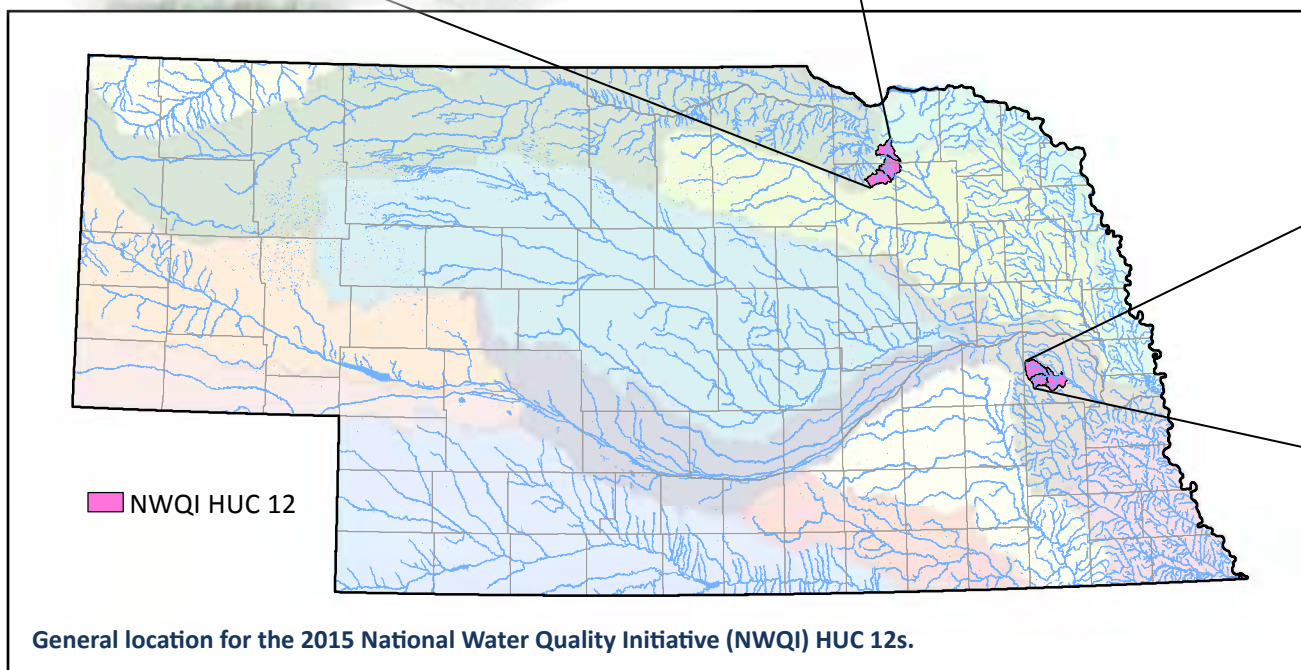 NWQI HUC 12
General location for the 2015 National Water Quality Initiative (NWQI) HUC 12s.